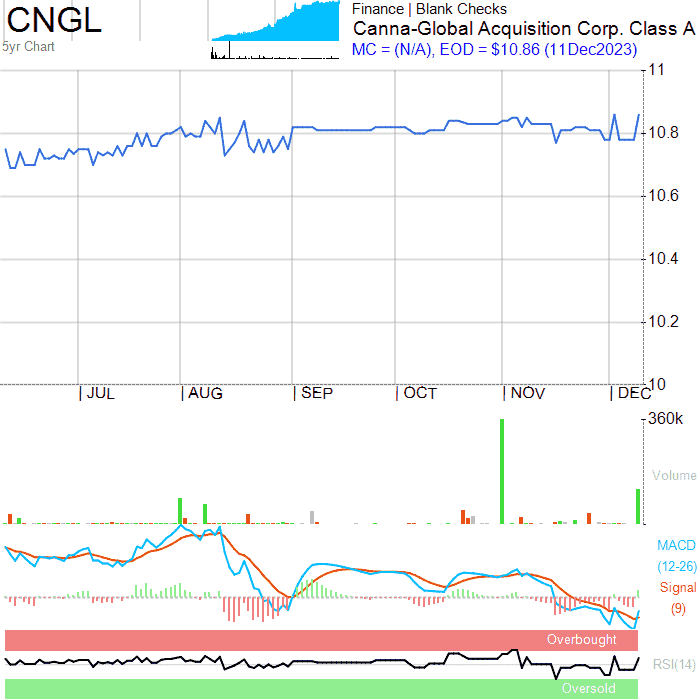 CNGL
5yr Chart
Finance | Blank Checks
Canna-Global Acquisition Corp. Class A
MC = (N/A), EOD = $10.86 (11Dec2023)
11
10.8
10.6
10.4
10.2
10
JUL
AUG
SEP
OCT
NOV
DEC
360k
Volume
MACD
(12-26)
Signal
(9)
Overbought
RSI(14)
Oversold